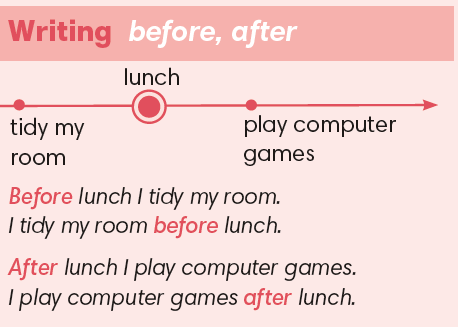 Writing before, after
lunch
tidy my
room
play computer
games
Before lunch I tidy my room.
I tidy my room before lunch.
After lunch I play computer games.
I play computer games after lunch.